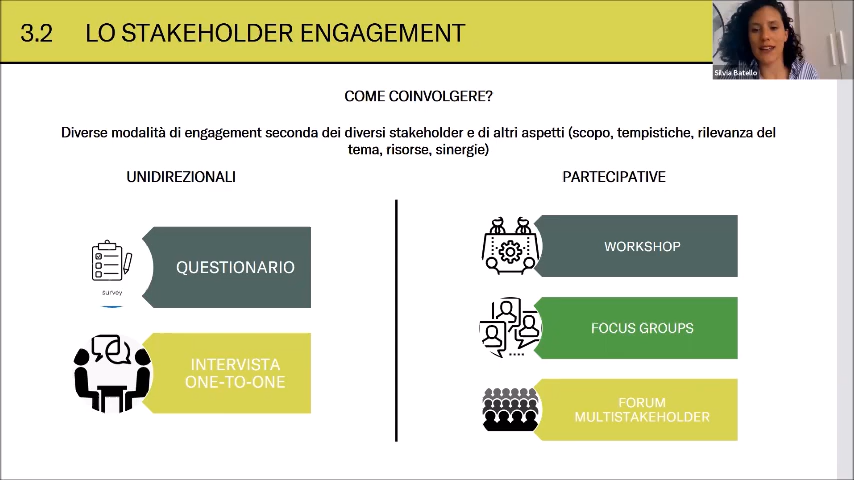 3.2 LO STAKEHOLDER ENGAGEMENT
Silvia Batello
COME COINVOLGERE?
Diverse modalità di engagement seconda dei diversi stakeholder e di altri aspetti (scopo, tempistiche, rilevanza del
tema, risorse, sinergie)
UNIDIREZIONALI
survey
QUESTIONARIO
INTERVISTA
ONE-TO-ONE
PARTECIPATIVE
WORKSHOP
FOCUS GROUPS
FORUM
MULTISTAKEHOLDER